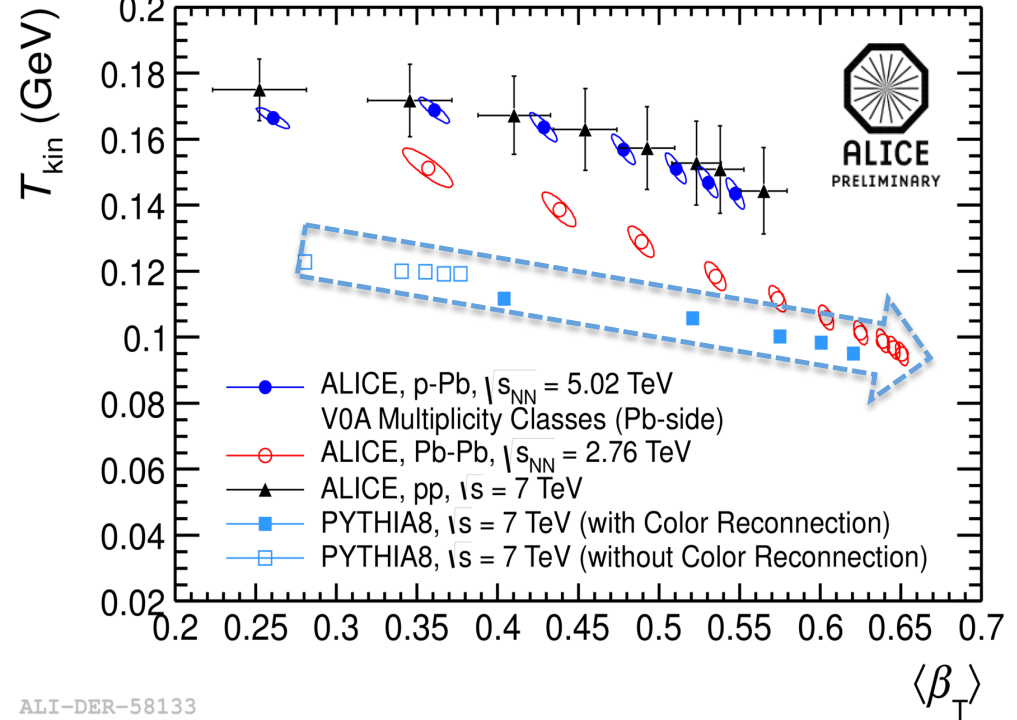 T_kin (GeV)
0.2
0.18
0.16
0.14
0.12
0.1
0.08
0.06
0.04
0.02
ALICE
PRELIMINARY
ALICE, p-Pb, √s_NN = 5.02 TeV
V0A Multiplicity Classes (Pb-side)
ALICE, Pb-Pb, √s_NN = 2.76 TeV
ALICE, pp, √s = 7 TeV
PYTHIA8, √s = 7 TeV (with Color Reconnection)
PYTHIA8, √s = 7 TeV (without Color Reconnection)
0.2 0.25 0.3 0.35 0.4 0.45 0.5 0.55 0.6 0.65 0.7
⟨β_T⟩
ALI-DER-58133